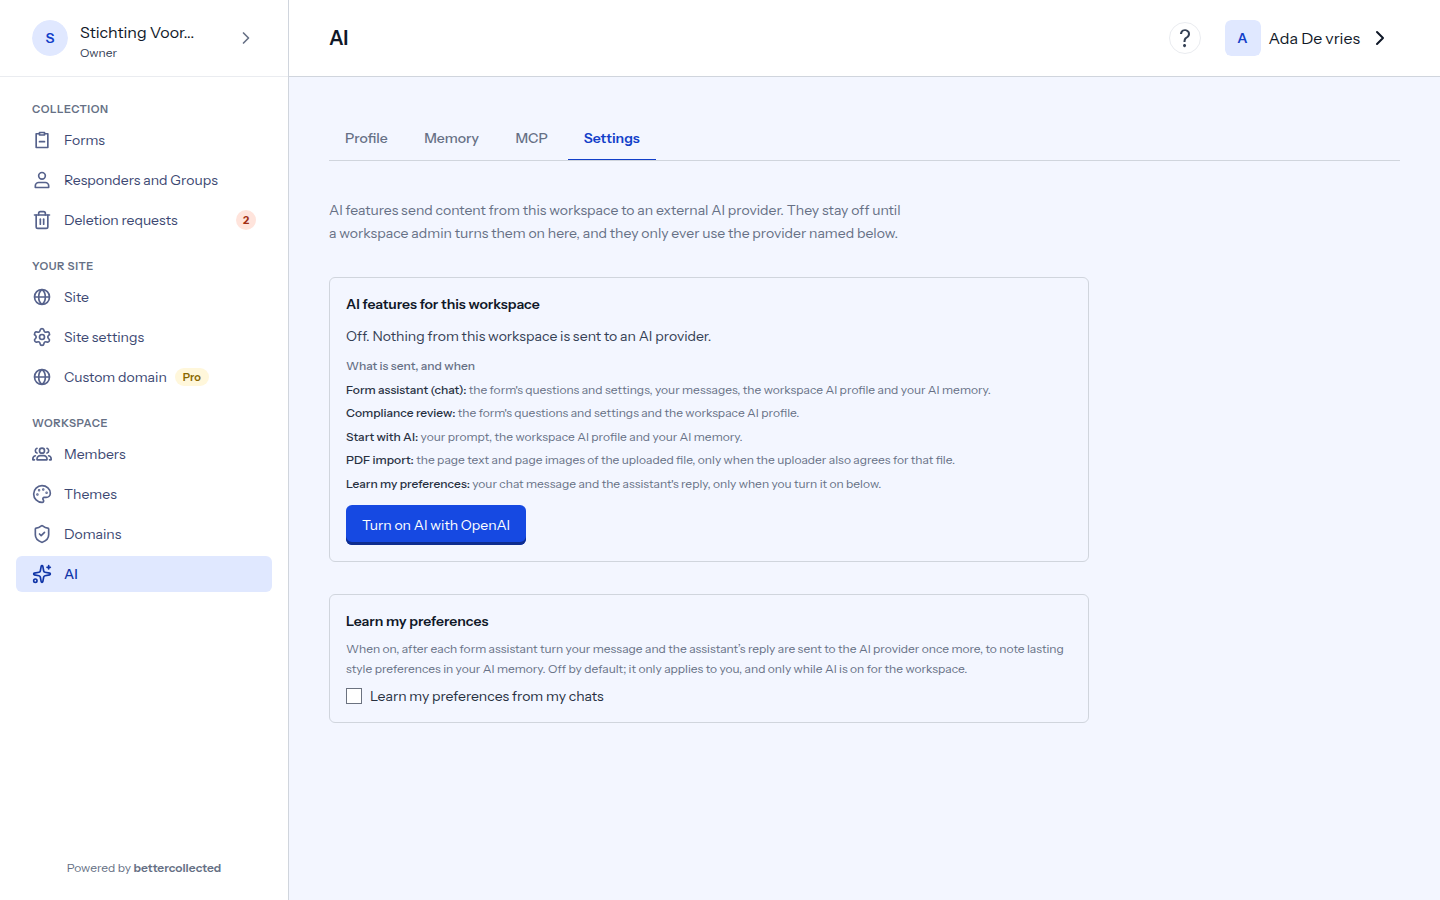 S
Stichting Voor...
Owner
COLLECTION
Forms
Responders and Groups
Deletion requests
2
YOUR SITE
Site
Site settings
Custom domain
Pro
WORKSPACE
Members
Themes
Domains
AI
Powered by bettercollected
AI
?
A
Ada De vries
Profile
Memory
MCP
Settings
AI features send content from this workspace to an external AI provider. They stay off until
a workspace admin turns them on here, and they only ever use the provider named below.
AI features for this workspace
Off. Nothing from this workspace is sent to an AI provider.
What is sent, and when
Form assistant (chat): the form's questions and settings, your messages, the workspace AI profile and your AI memory.
Compliance review: the form's questions and settings and the workspace AI profile.
Start with AI: your prompt, the workspace AI profile and your AI memory.
PDF import: the page text and page images of the uploaded file, only when the uploader also agrees for that file.
Learn my preferences: your chat message and the assistant's reply, only when you turn it on below.
Turn on AI with OpenAI
Learn my preferences
When on, after each form assistant turn your message and the assistant's reply are sent to the AI provider once more, to note lasting
style preferences in your AI memory. Off by default; it only applies to you, and only while AI is on for the workspace.
Learn my preferences from my chats